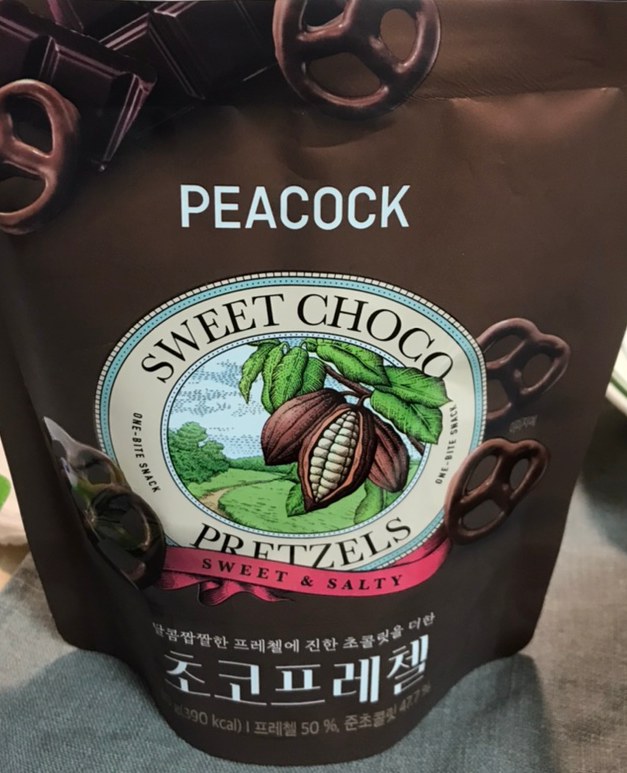 PEACOCK
SWEET CHOCO
ONE-BITE SNACK
ONE-BITE SNACK
PRETZELS
SWEET & SALTY
달콤짭짤한 프레첼에 진한 초콜릿을 더한
초코프레첼
(390 kcal) | 프레첼 50 %, 준초콜릿 47.7 %